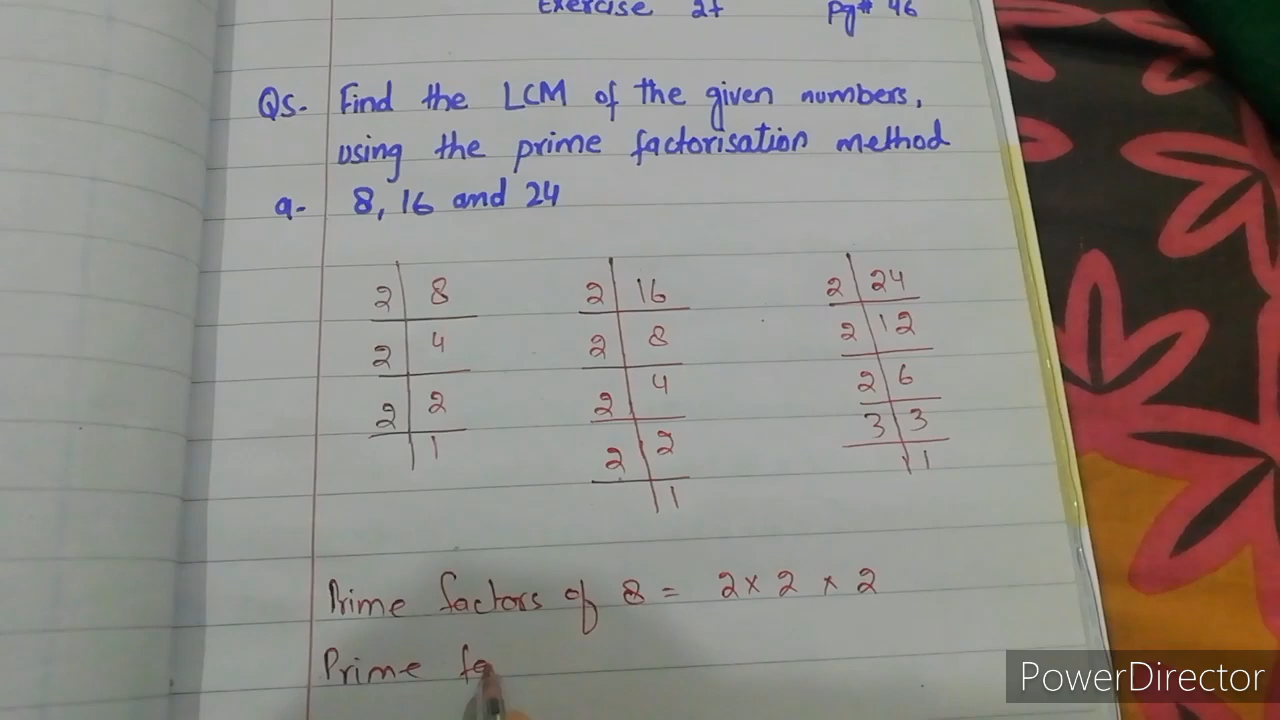 Exercise 2f Pg# 46
Q5. Find the LCM of the given numbers,
using the prime factorisation method
a- 8, 16 and 24
2 8 2 16 2 24
2 4 2 8 2 12
2 2 2 4 2 6
1 2 2 3 3
1 1
Prime factors of 8 = 2 × 2 × 2
Prime fa
PowerDirector